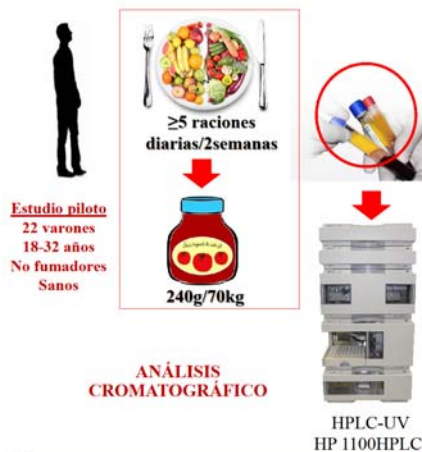 ≥5 raciones
diarias/2semanas
Estudio piloto
22 varones
18-32 años
No fumadores
Sanos
240g/70kg
ANÁLISIS
CROMATOGRÁFICO
HPLC-UV
HP 1100HPLC